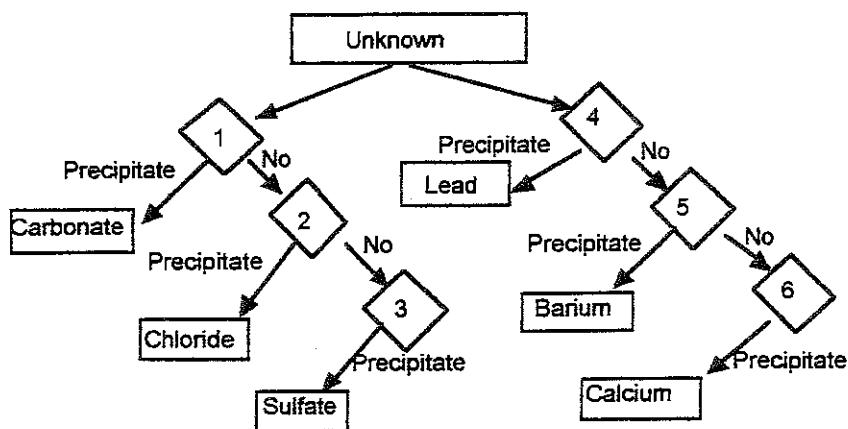 Unknown
1
4
Precipitate
No
Precipitate
No
Carbonate
2
Lead
5
Precipitate
No
Precipitate
No
Chloride
3
Barium
6
Precipitate
Precipitate
Sulfate
Calcium